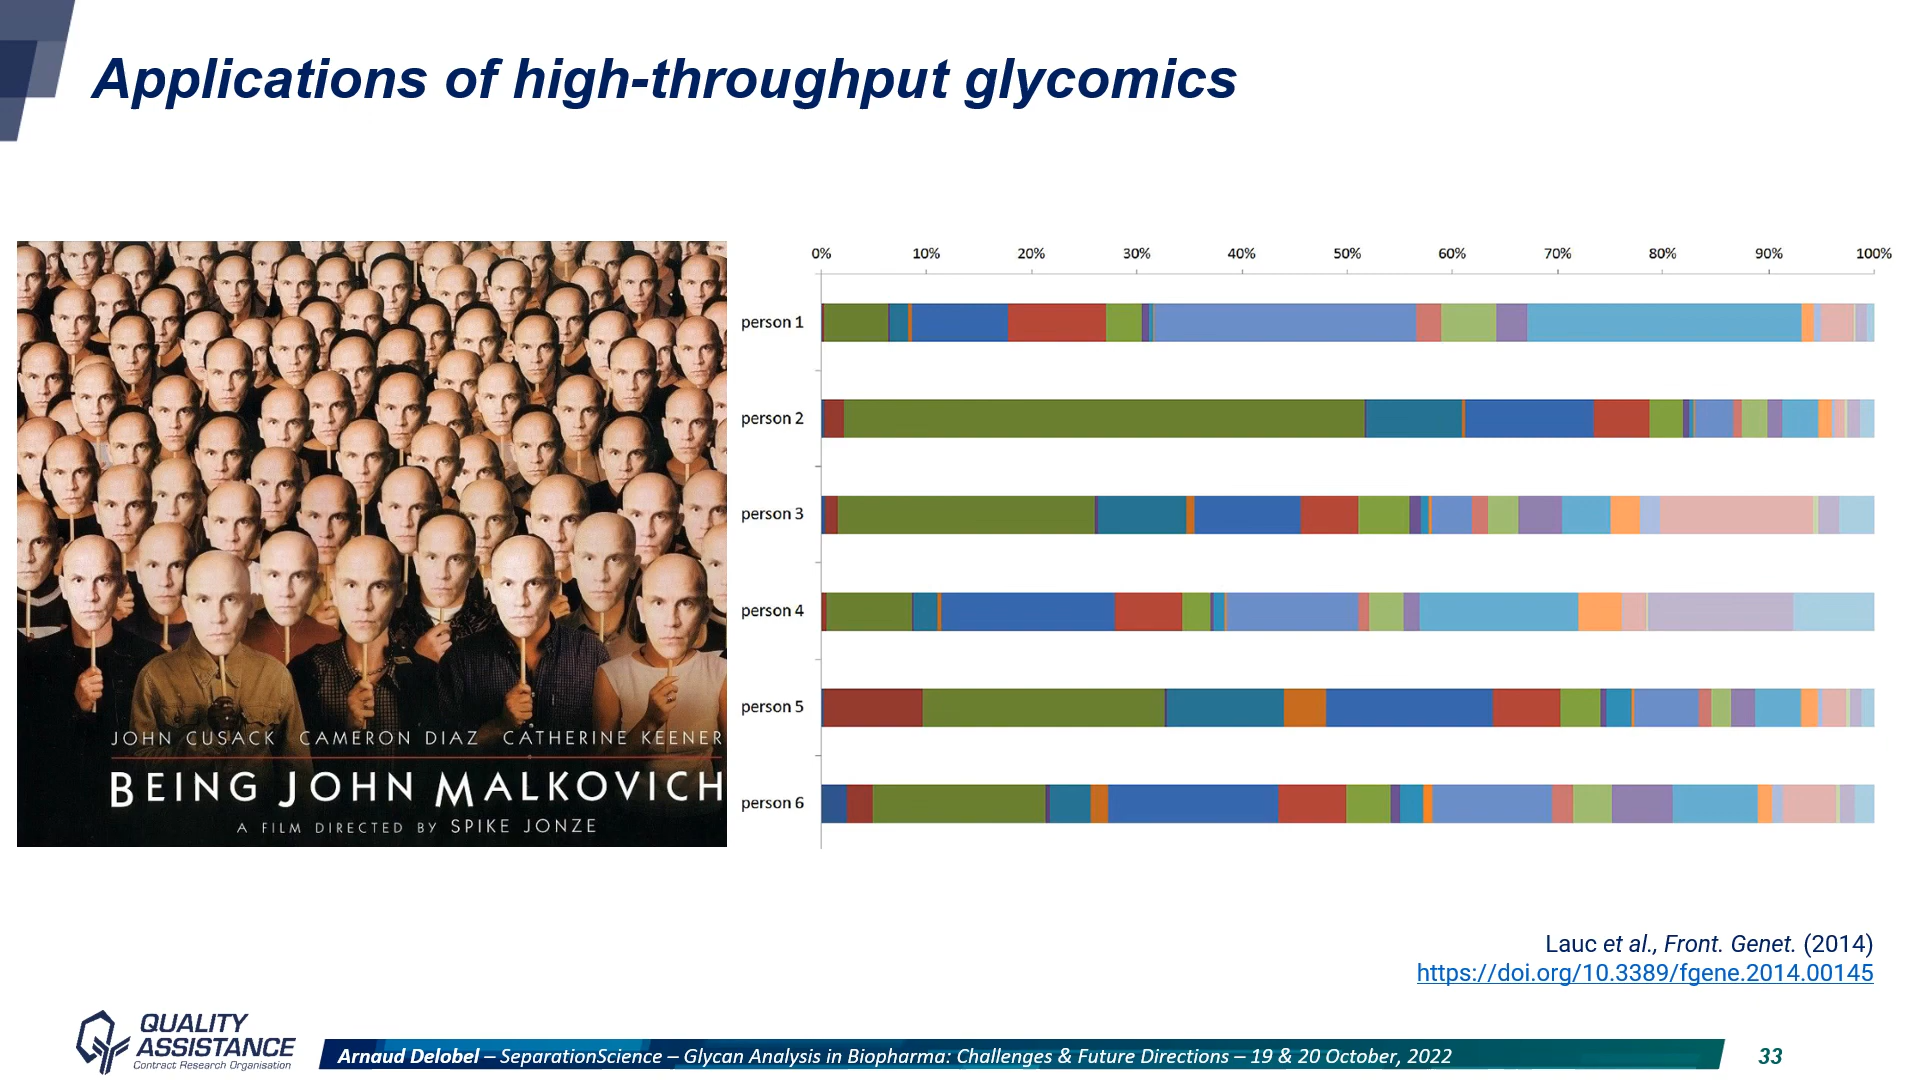 Applications of high-throughput glycomics
JOHN CUSACK CAMERON DIAZ CATHERINE KEENER
BEING JOHN MALKOVICH
A FILM DIRECTED BY SPIKE JONZE
0% 10% 20% 30% 40% 50% 60% 70% 80% 90% 100%
person 1
person 2
person 3
person 4
person 5
person 6
Lauc et al., Front. Genet. (2014)
https://doi.org/10.3389/fgene.2014.00145
QUALITY
ASSISTANCE
Contract Research Organisation
Arnaud Delobel – SeparationScience – Glycan Analysis in Biopharma: Challenges & Future Directions – 19 & 20 October, 2022
33